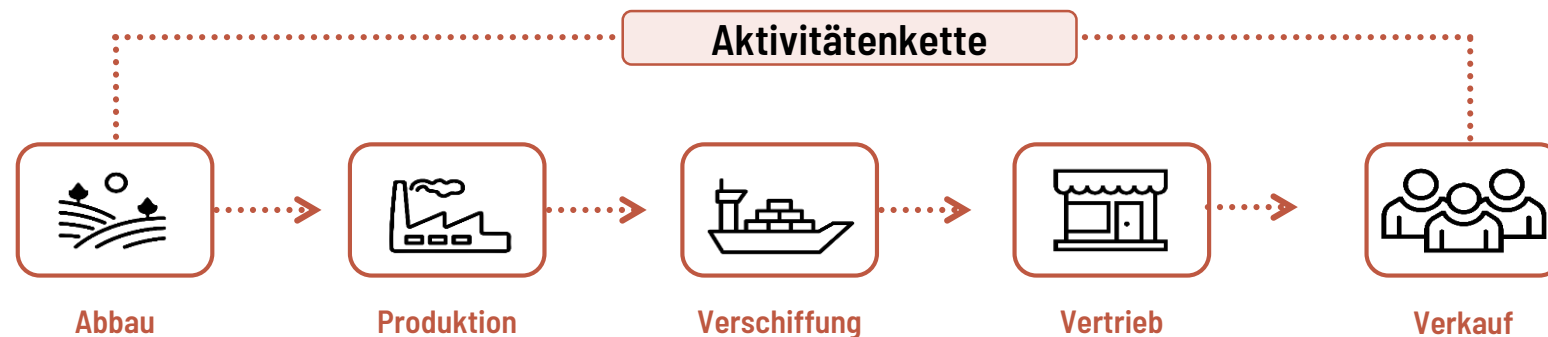 Aktivitätenkette
Abbau
Produktion
Verschiffung
Vertrieb
Verkauf